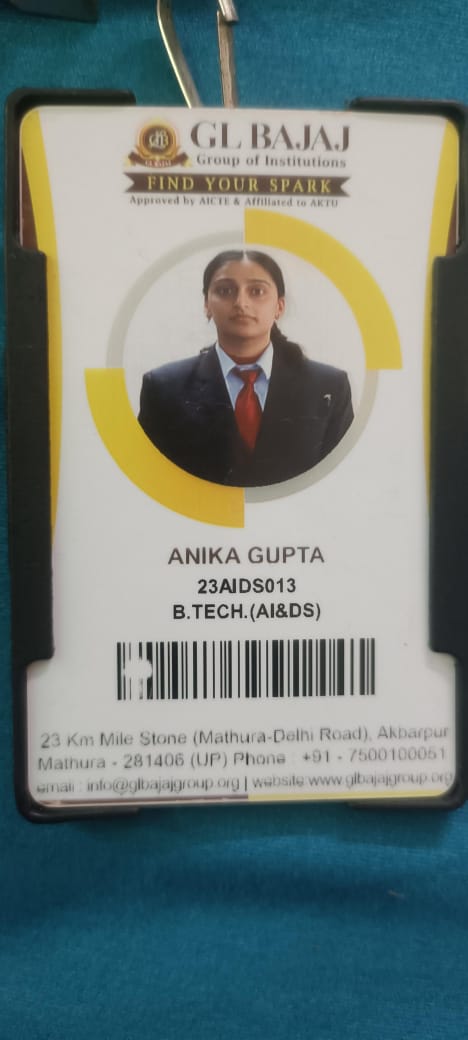 GL BAJAJ
Group of Institutions
GL BAJAJ
FIND YOUR SPARK
Approved by AICTE & Affiliated to AKTU
ANIKA GUPTA
23AIDS013
B.TECH.(AI&DS)
23 Km Mile Stone (Mathura-Delhi Road), Akbarpur
Mathura - 281406 (UP) Phone : +91 - 7500100051
email : info@glbajajgroup.org | website:www.glbajajgroup.org